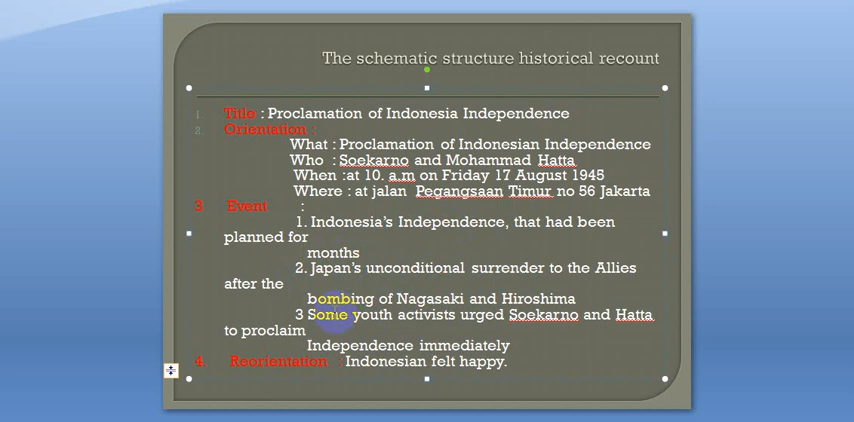 The schematic structure historical recount
1. Title : Proclamation of Indonesia Independence
2. Orientation :
What : Proclamation of Indonesian Independence
Who : Soekarno and Mohammad Hatta
When :at 10. a.m on Friday 17 August 1945
Where : at jalan Pegangsaan Timur no 56 Jakarta
3 Event :
1. Indonesia's Independence, that had been
planned for
months
2. Japan's unconditional surrender to the Allies
after the
bombing of Nagasaki and Hiroshima
3 Some youth activists urged Soekarno and Hatta
to proclaim
Independence immediately
4. Reorientation : Indonesian felt happy.